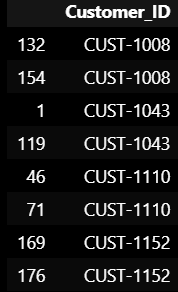 Customer_ID
132 CUST-1008
154 CUST-1008
1 CUST-1043
119 CUST-1043
46 CUST-1110
71 CUST-1110
169 CUST-1152
176 CUST-1152